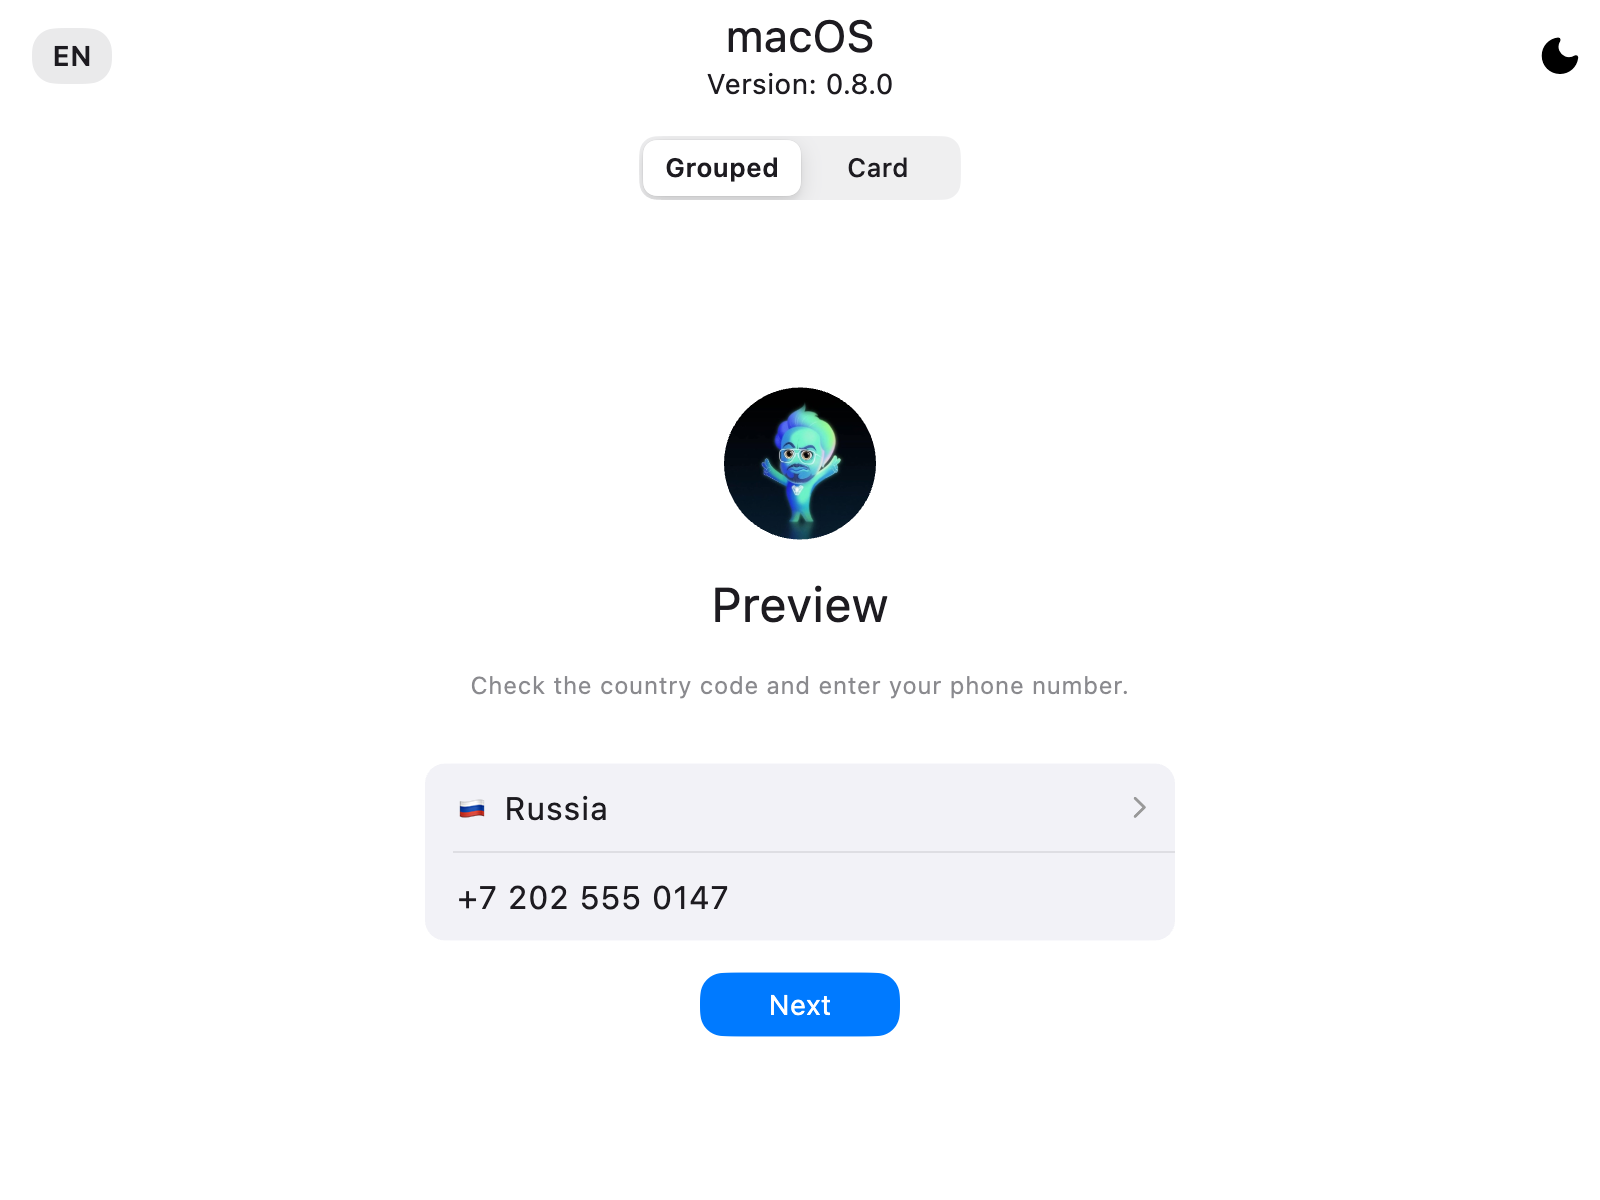 EN
macOS
Version: 0.8.0
Grouped
Card
Preview
Check the country code and enter your phone number.
Russia
+7 202 555 0147
Next